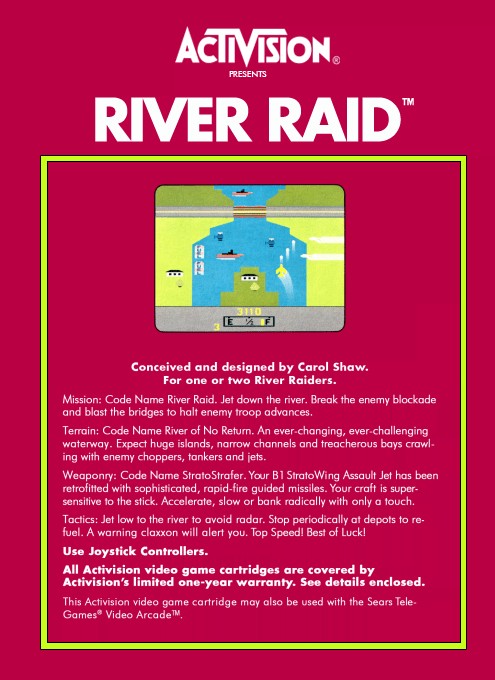 ACTIVISION®
PRESENTS
RIVER RAID™
FUEL
FUEL
3110
E ½ F
3
Conceived and designed by Carol Shaw.
For one or two River Raiders.
Mission: Code Name River Raid. Jet down the river. Break the enemy blockade
and blast the bridges to halt enemy troop advances.
Terrain: Code Name River of No Return. An ever-changing, ever-challenging
waterway. Expect huge islands, narrow channels and treacherous bays crawl-
ing with enemy choppers, tankers and jets.
Weaponry: Code Name StratoStrafer. Your B1 StratoWing Assault Jet has been
retrofitted with sophisticated, rapid-fire guided missiles. Your craft is super-
sensitive to the stick. Accelerate, slow or bank radically with only a touch.
Tactics: Jet low to the river to avoid radar. Stop periodically at depots to re-
fuel. A warning claxxon will alert you. Top Speed! Best of Luck!
Use Joystick Controllers.
All Activision video game cartridges are covered by
Activision's limited one-year warranty. See details enclosed.
This Activision video game cartridge may also be used with the Sears Tele-
Games® Video Arcade™.